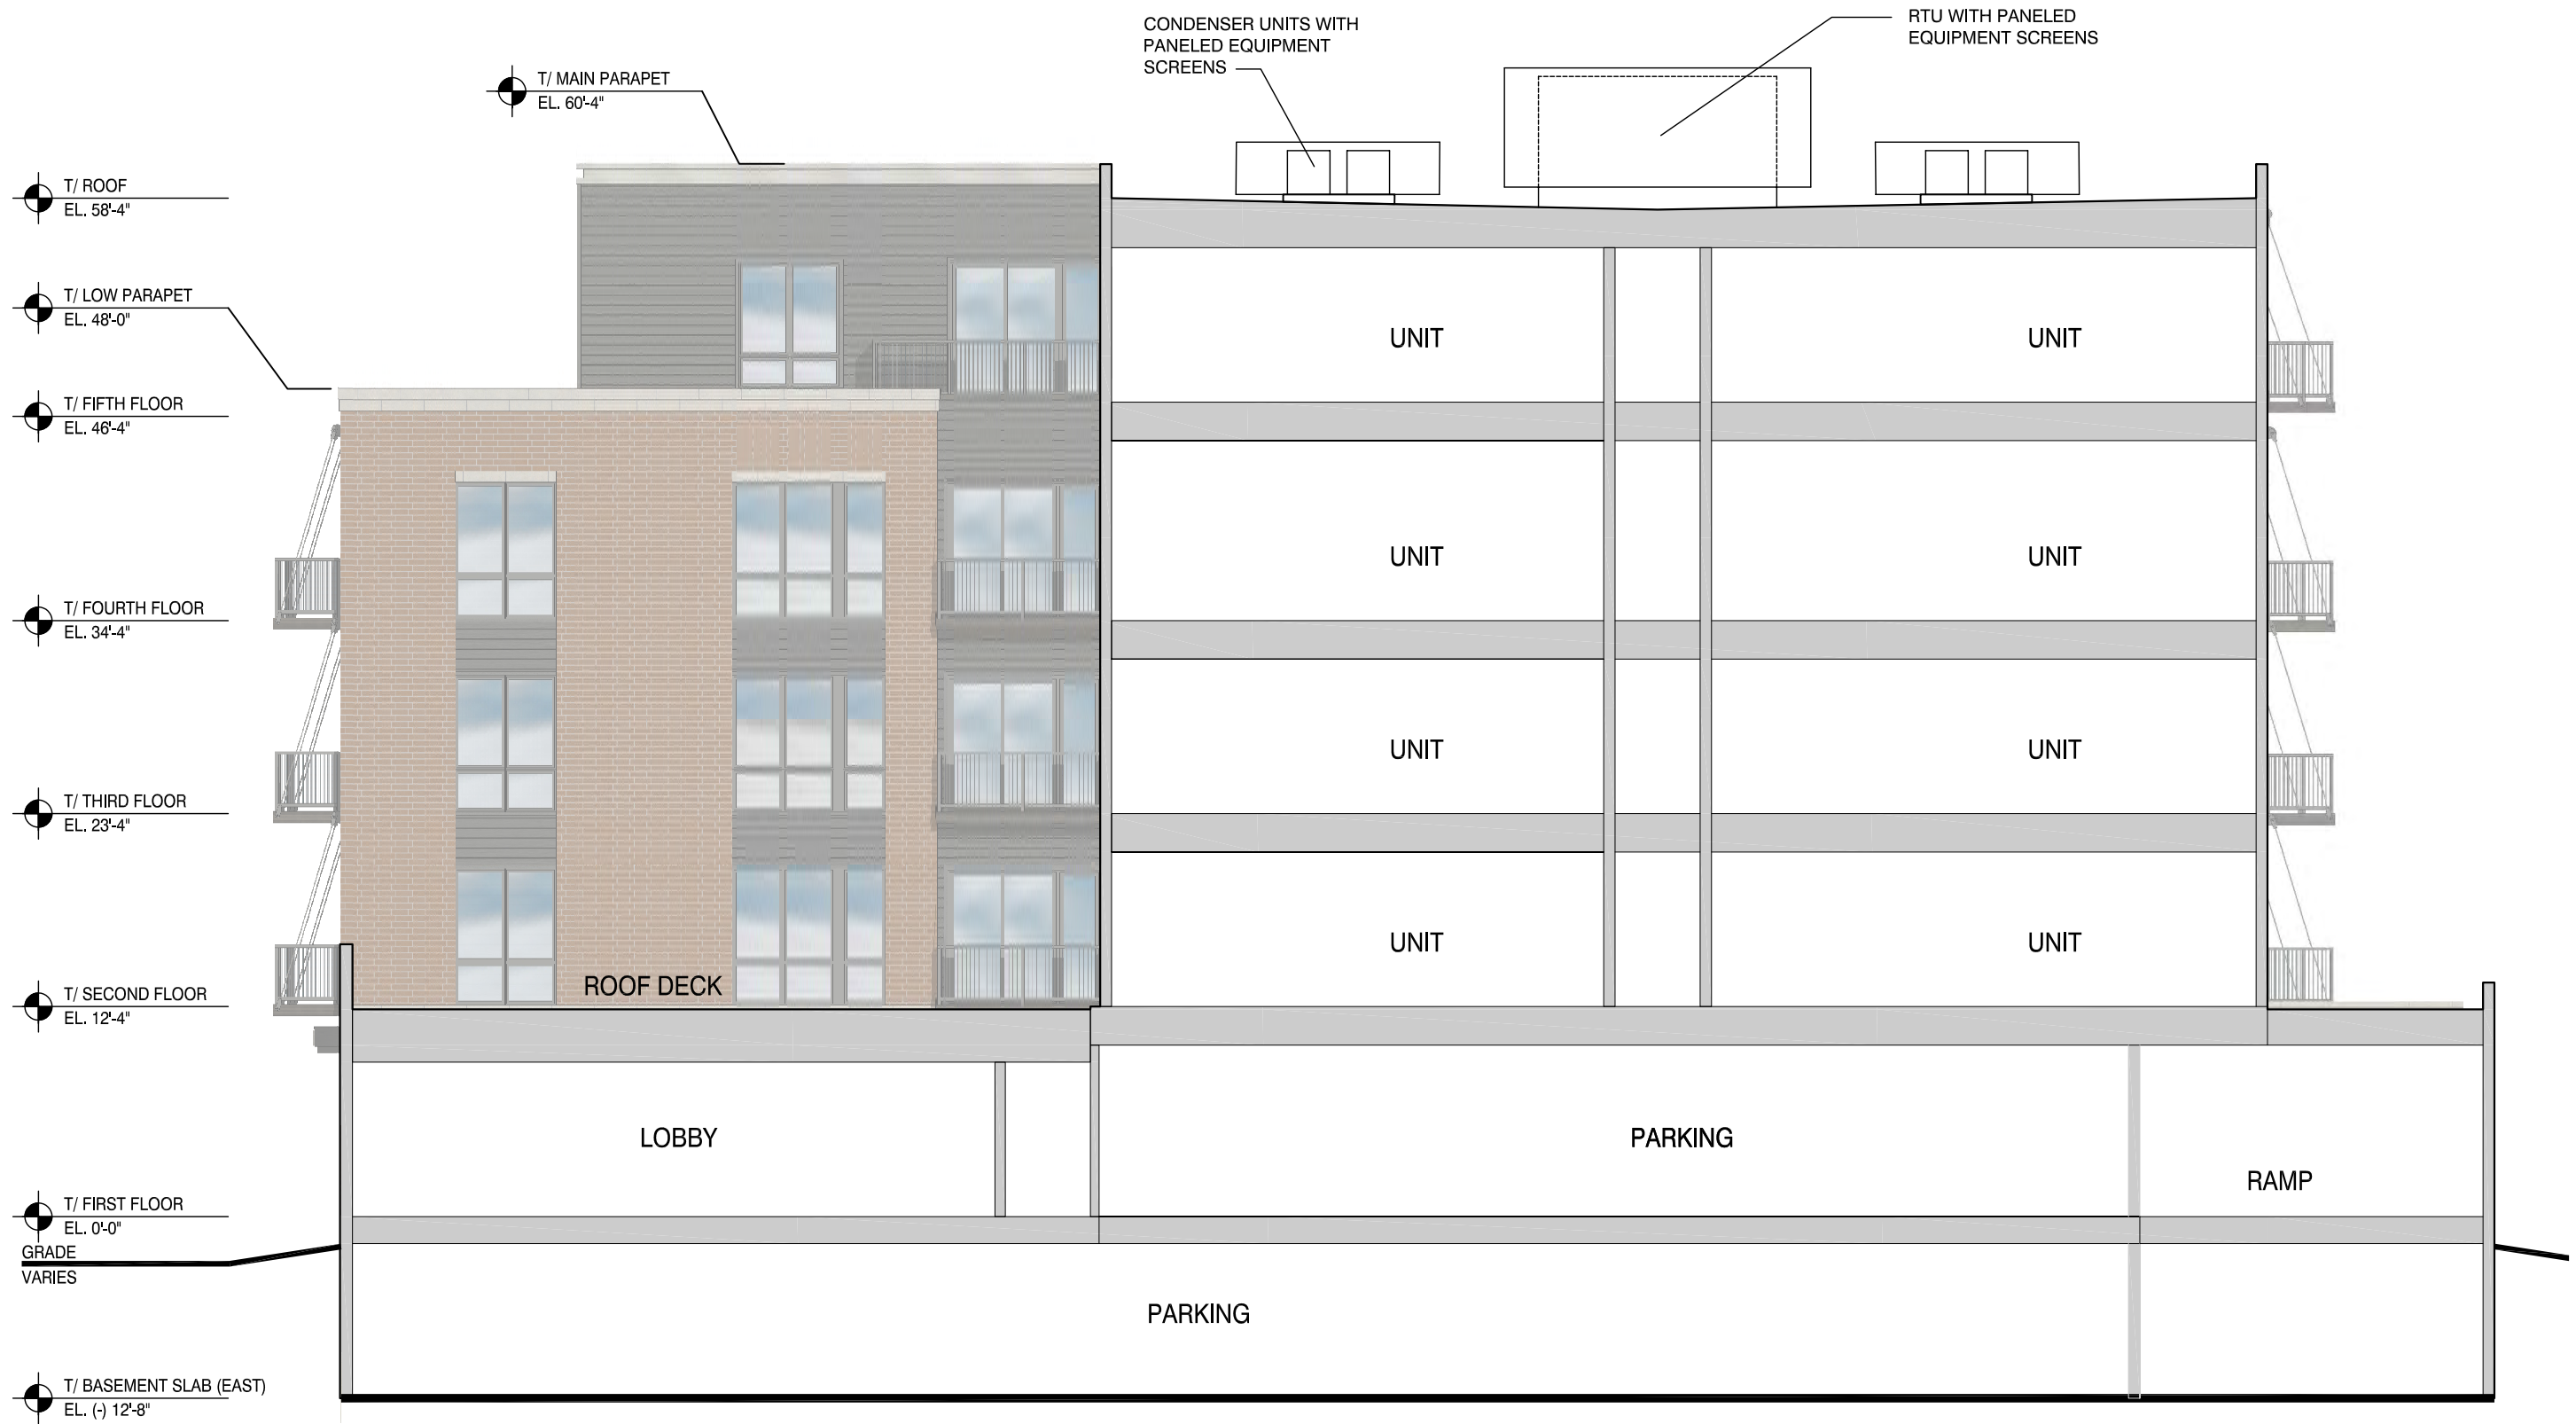 CONDENSER UNITS WITH
PANELED EQUIPMENT
SCREENS
RTU WITH PANELED
EQUIPMENT SCREENS
T/ MAIN PARAPET
EL. 60'-4"
T/ ROOF
EL. 58'-4"
T/ LOW PARAPET
EL. 48'-0"
UNIT
UNIT
T/ FIFTH FLOOR
EL. 46'-4"
UNIT
UNIT
T/ FOURTH FLOOR
EL. 34'-4"
UNIT
UNIT
T/ THIRD FLOOR
EL. 23'-4"
UNIT
UNIT
ROOF DECK
T/ SECOND FLOOR
EL. 12'-4"
LOBBY
PARKING
RAMP
T/ FIRST FLOOR
EL. 0'-0"
GRADE
VARIES
PARKING
T/ BASEMENT SLAB (EAST)
EL. (-) 12'-8"